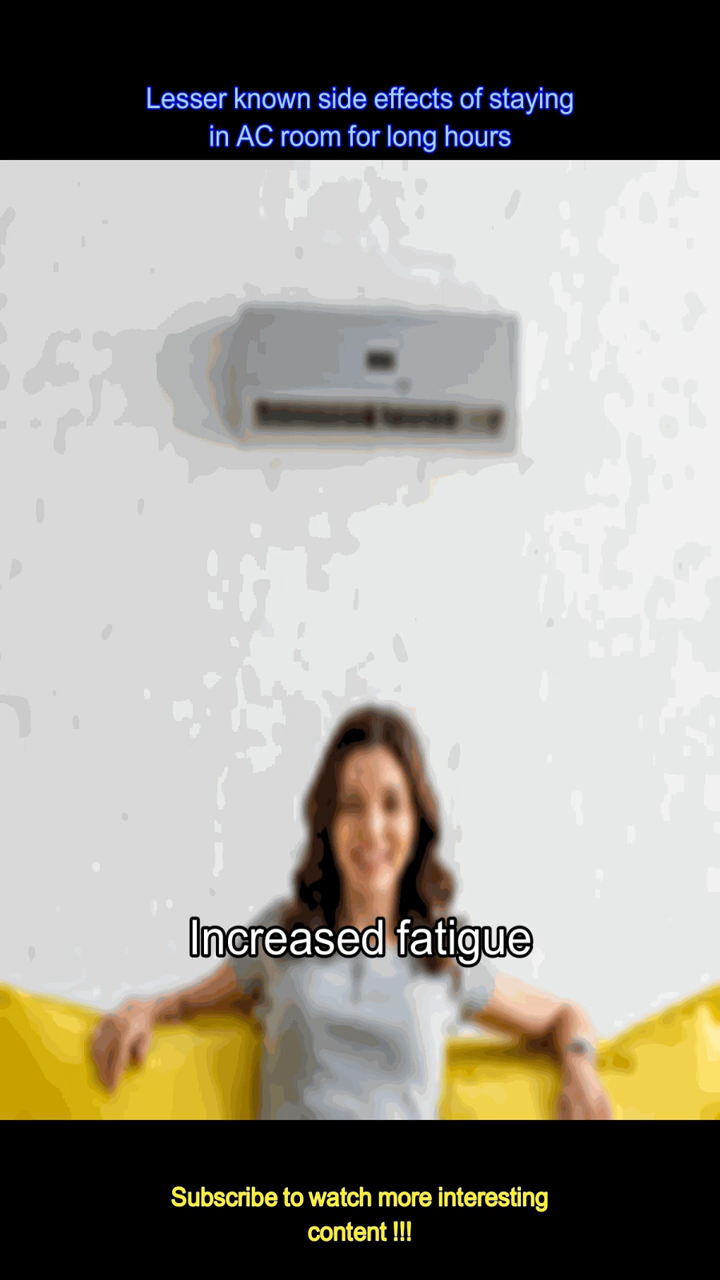 Lesser known side effects of staying
in AC room for long hours
Increased fatigue
Subscribe to watch more interesting
content !!!